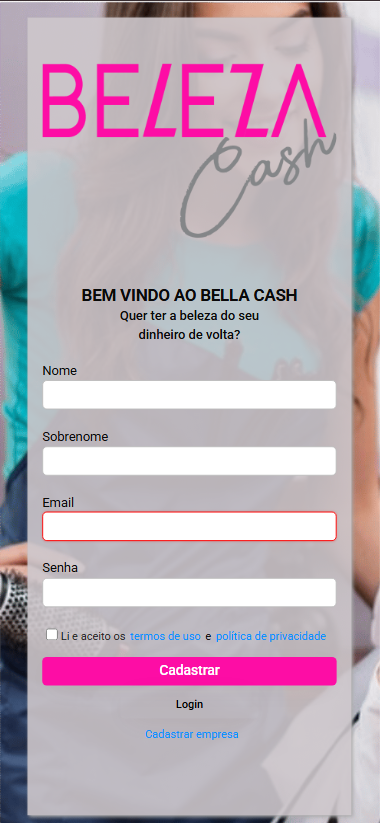 BELEZA
Cash
BEM VINDO AO BELLA CASH
Quer ter a beleza do seu
dinheiro de volta?
Nome
Sobrenome
Email
Senha
Li e aceito os termos de uso e política de privacidade
Cadastrar
Login
Cadastrar empresa